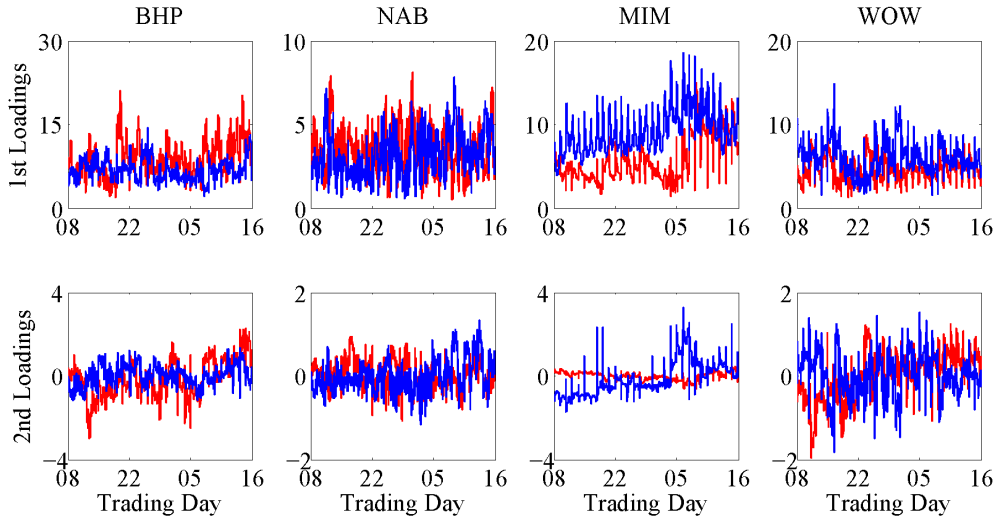 BHP NAB MIM WOW
1st Loadings
30 10 20 20
15 5 10 10
0 0 0 0
08 22 05 16 08 22 05 16 08 22 05 16 08 22 05 16
2nd Loadings
4 2 4 2
0 0 0 0
−4 −2 −4 −2
08 22 05 16 08 22 05 16 08 22 05 16 08 22 05 16
Trading Day Trading Day Trading Day Trading Day